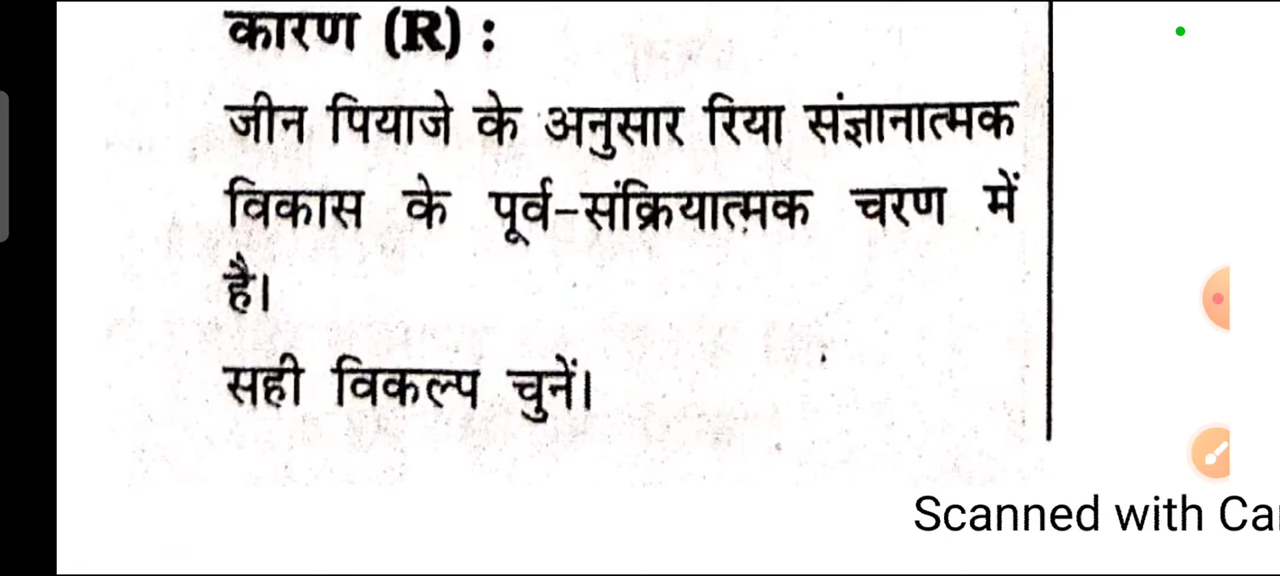 कारण (R) :
जीन पियाजे के अनुसार रिया संज्ञानात्मक
विकास के पूर्व-संक्रियात्मक चरण में
है।
सही विकल्प चुनें।
Scanned with Ca